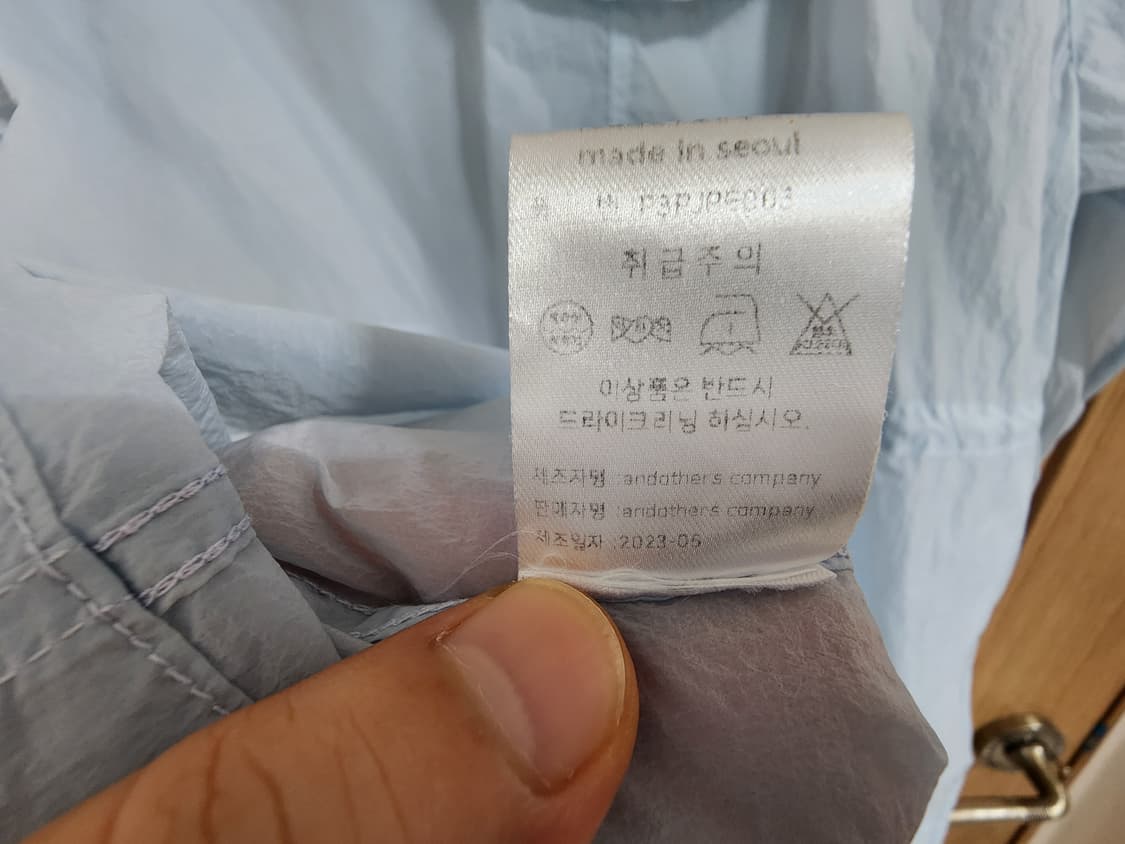 made in seoul
품 번
취급주의
이상품은 반드시
드라이크리닝 하십시오.
제조자명 :andothers company
판매자명 :andothers company
제조일자 :2023-05